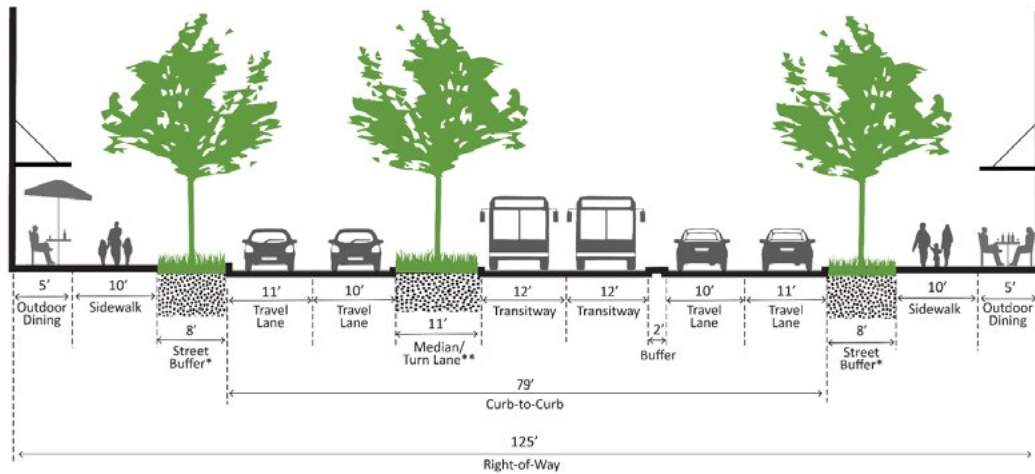 5'
Outdoor
Dining
10'
Sidewalk
8'
Street
Buffer*
11'
Travel
Lane
10'
Travel
Lane
11'
Median/
Turn Lane**
12'
Transitway
12'
Transitway
2'
Buffer
10'
Travel
Lane
11'
Travel
Lane
8'
Street
Buffer*
10'
Sidewalk
5'
Outdoor
Dining
79'
Curb-to-Curb
125'
Right-of-Way